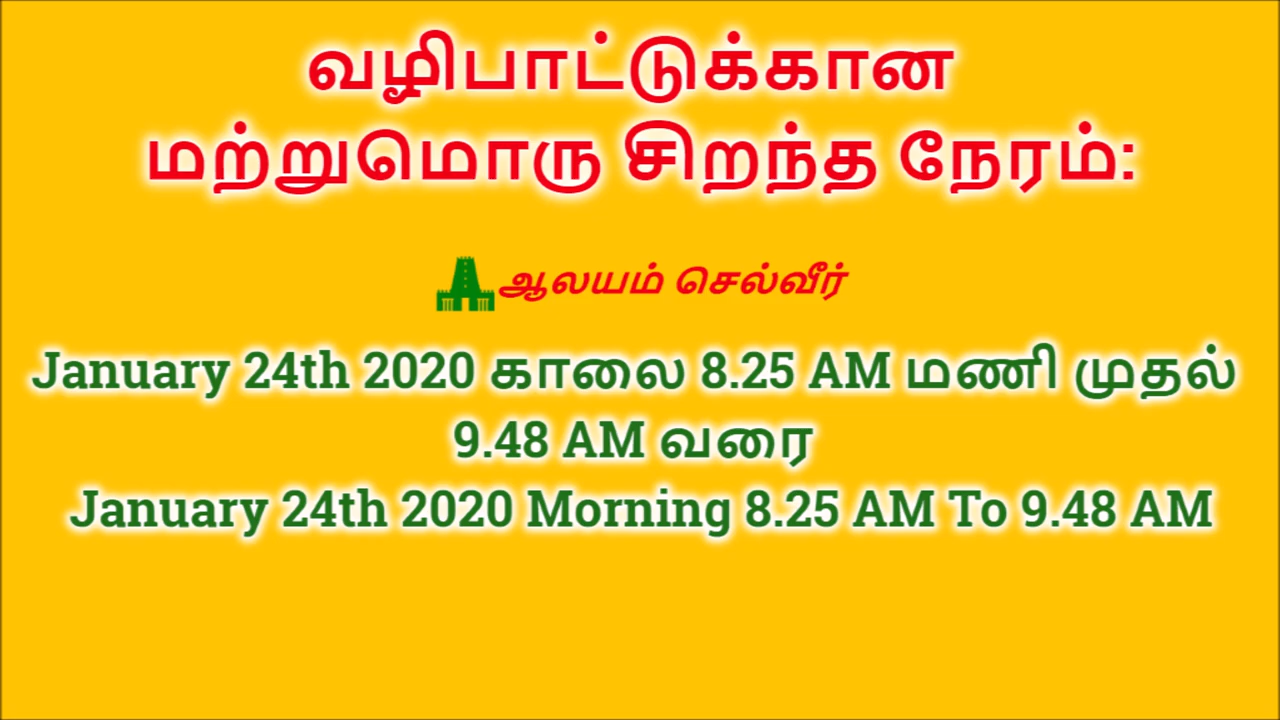 வழிபாட்டுக்கான
மற்றுமொரு சிறந்த நேரம்:
ஆலயம் செல்வீர்
January 24th 2020 காலை 8.25 AM மணி முதல்
9.48 AM வரை
January 24th 2020 Morning 8.25 AM To 9.48 AM